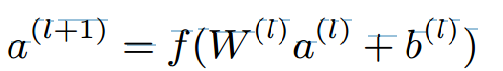 a^{(l+1)} = f(W^{(l)} a^{(l)} + b^{(l)})